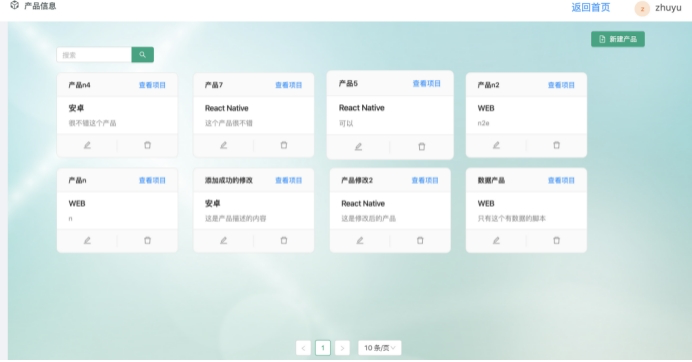 产品信息
返回首页
z
zhuyu
新建产品
搜索
产品n4 查看项目
安卓
很不错这个产品
产品7 查看项目
React Native
这个产品很不错
产品5 查看项目
React Native
可以
产品n2 查看项目
WEB
n2e
产品n 查看项目
WEB
n
添加成功的修改 查看项目
安卓
这是产品描述的内容
产品修改2 查看项目
React Native
这是修改后的产品
数据产品 查看项目
WEB
只有这个有数据的脚本
1
10 条/页